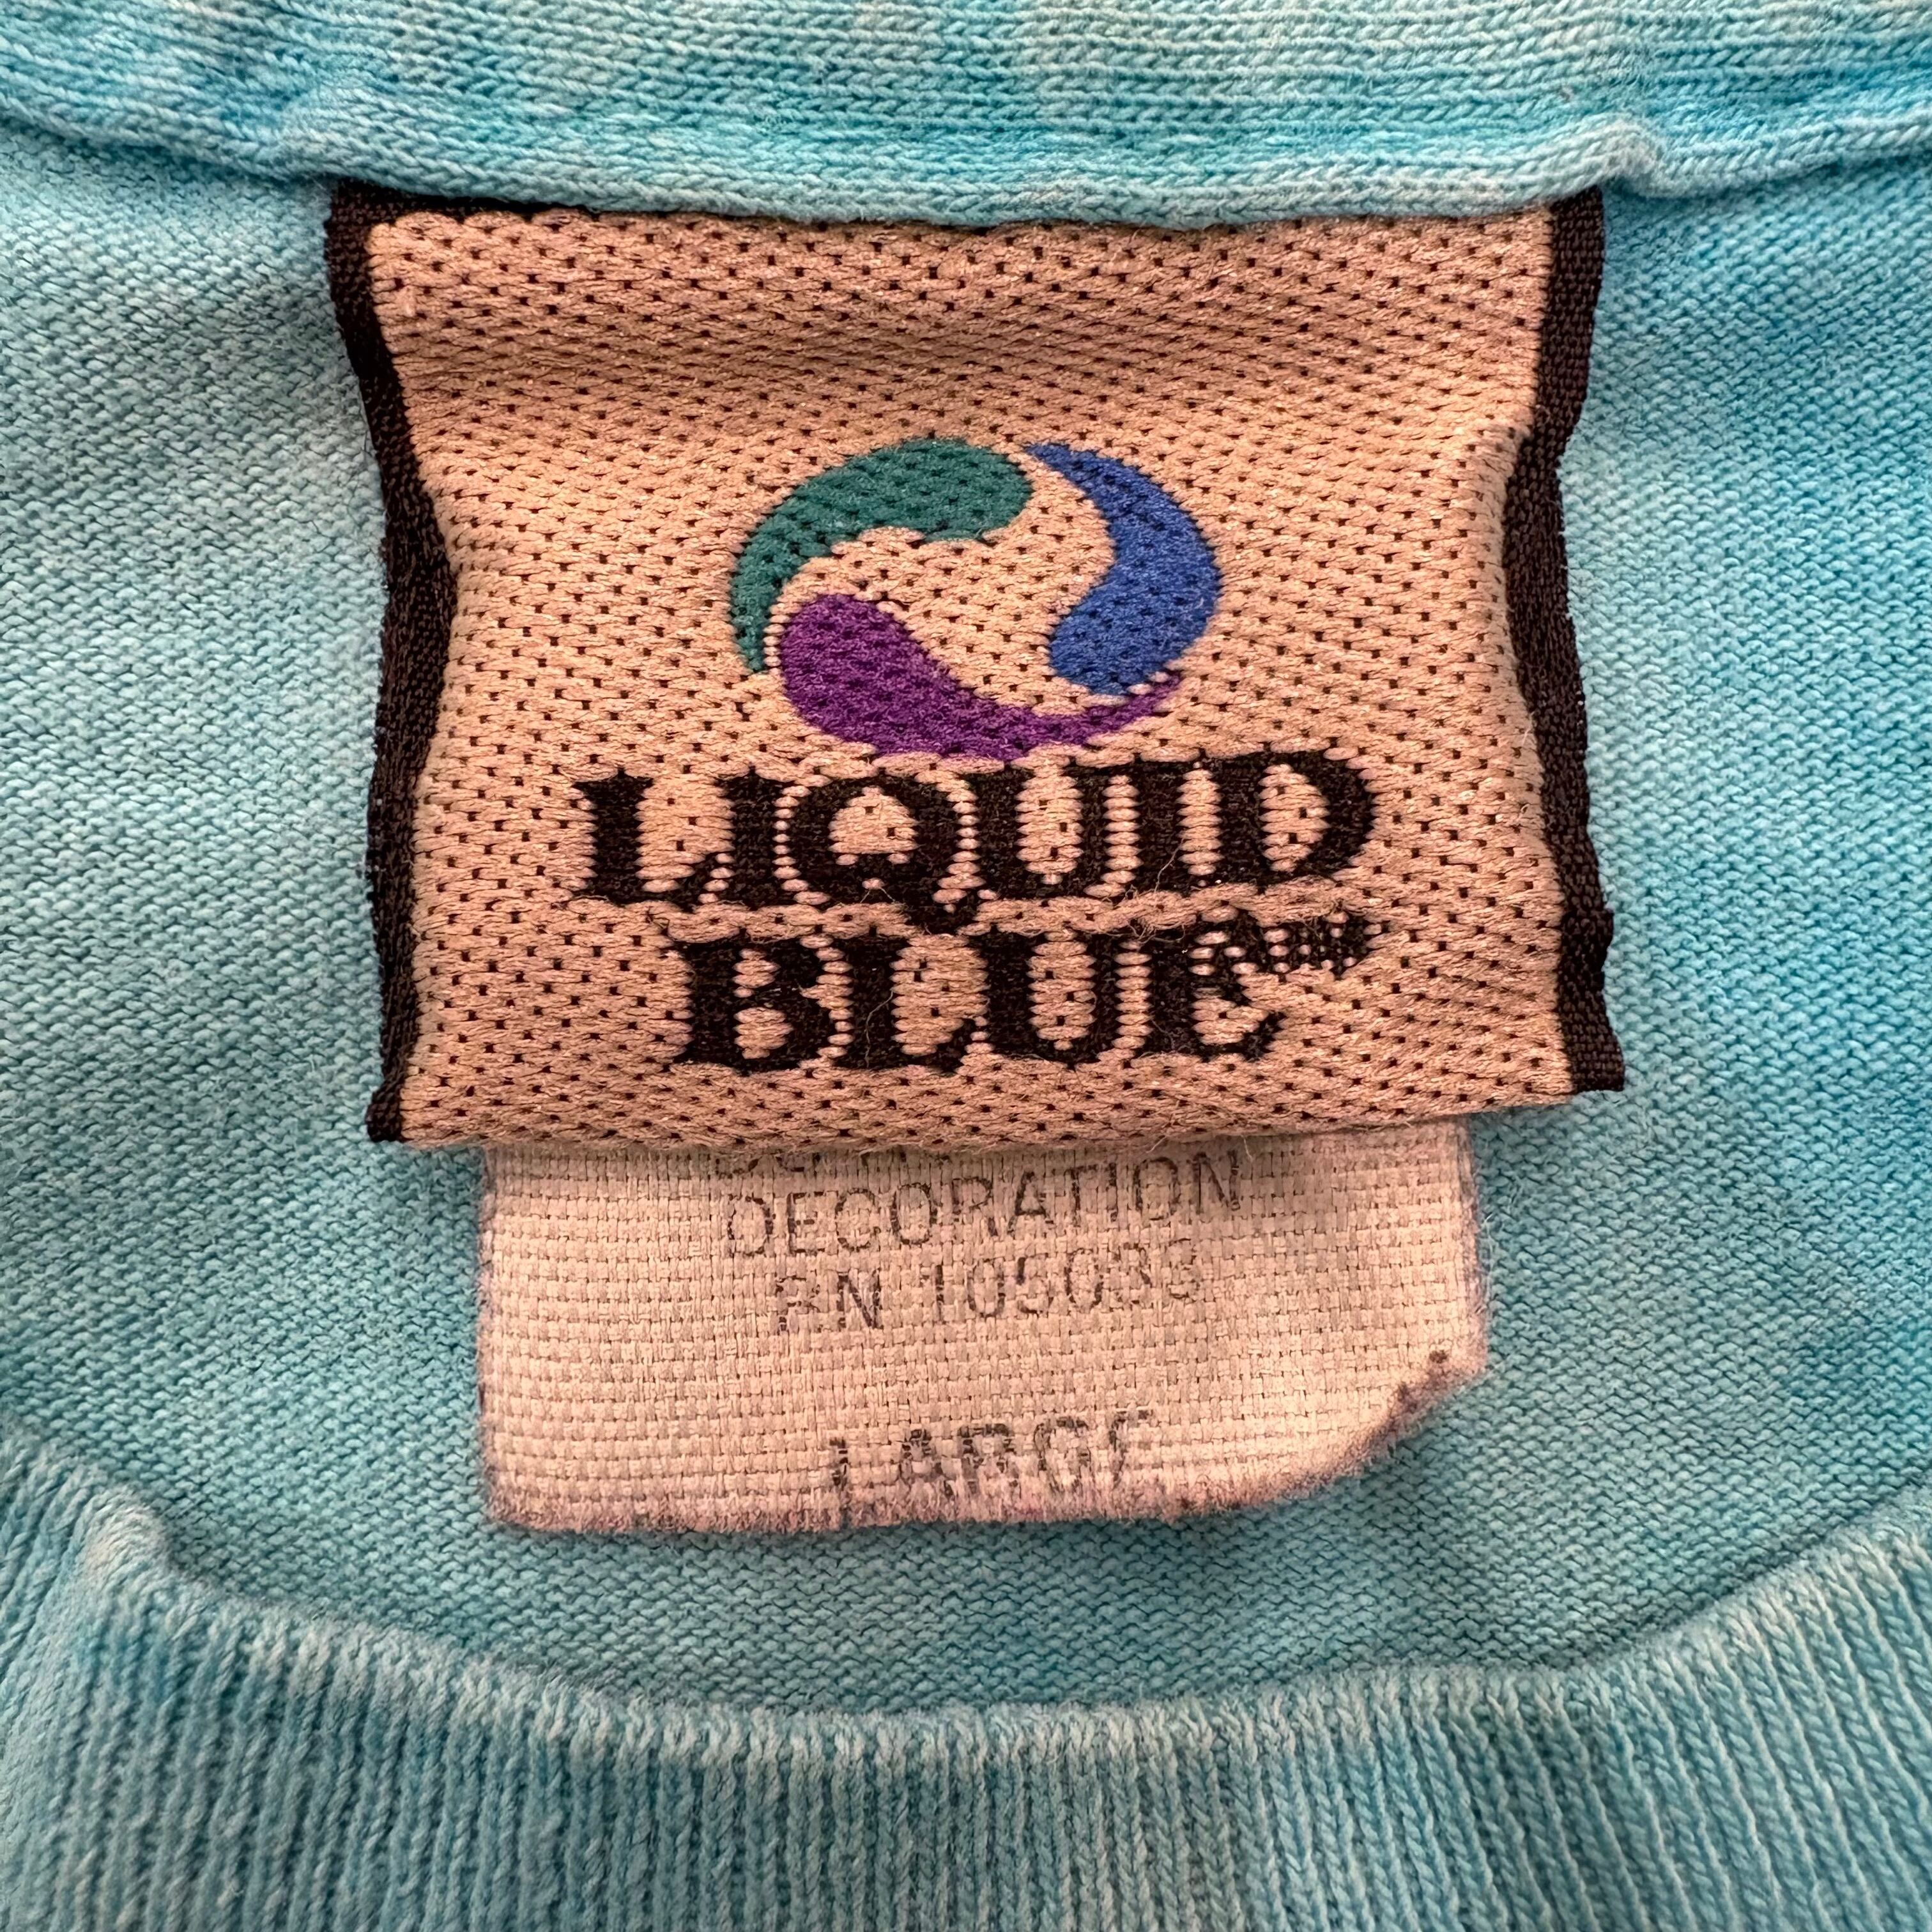 LIQUID
BLUE
DECORATION
RN 105033
LARGE